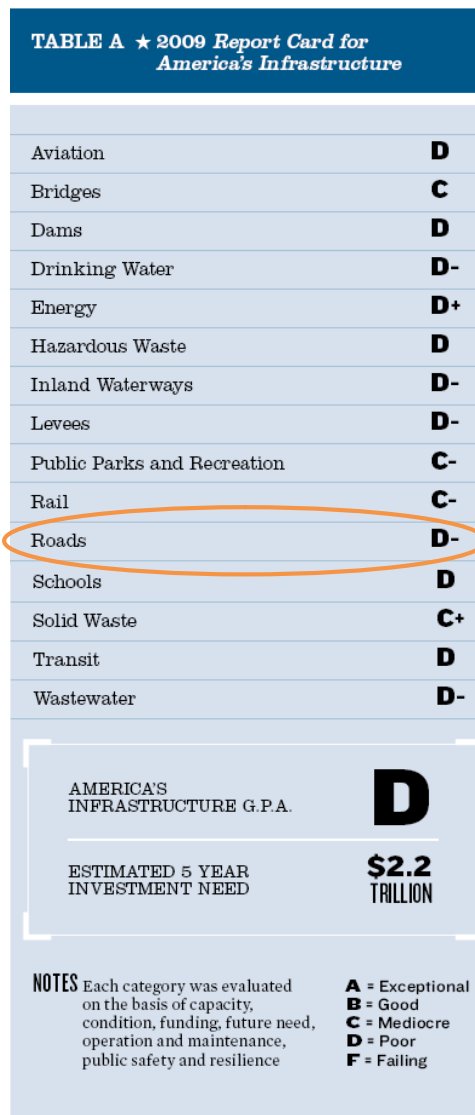 TABLE A ★ 2009 Report Card for
America's Infrastructure
Aviation D
Bridges C
Dams D
Drinking Water D-
Energy D+
Hazardous Waste D
Inland Waterways D-
Levees D-
Public Parks and Recreation C-
Rail C-
Roads D-
Schools D
Solid Waste C+
Transit D
Wastewater D-
AMERICA'S
INFRASTRUCTURE G.P.A.
D
ESTIMATED 5 YEAR
INVESTMENT NEED
$2.2
TRILLION
NOTES Each category was evaluated
on the basis of capacity,
condition, funding, future need,
operation and maintenance,
public safety and resilience
A = Exceptional
B = Good
C = Mediocre
D = Poor
F = Failing